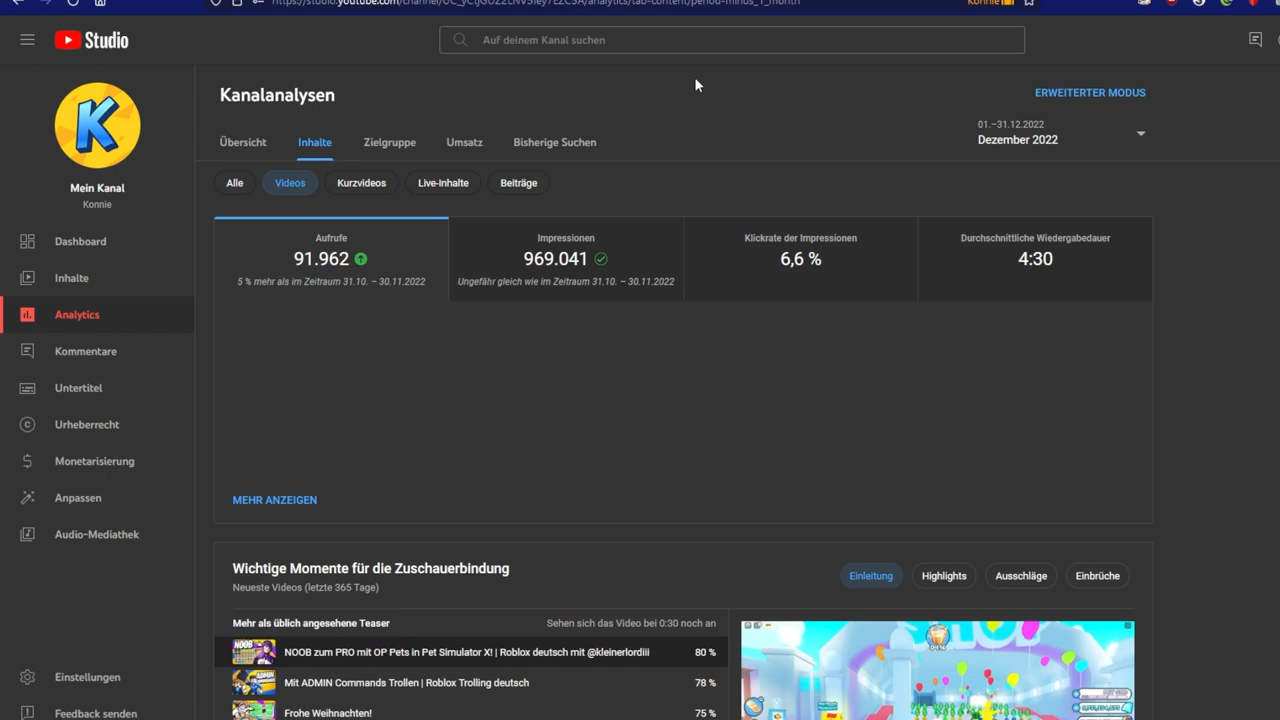 Konnie
Studio
Auf deinem Kanal suchen
K
Mein Kanal
Konnie
Dashboard
Inhalte
Analytics
Kommentare
Untertitel
Urheberrecht
Monetarisierung
Anpassen
Audio-Mediathek
Einstellungen
Feedback senden
Kanalanalysen
ERWEITERTER MODUS
Übersicht
Inhalte
Zielgruppe
Umsatz
Bisherige Suchen
01.–31.12.2022
Dezember 2022
Alle
Videos
Kurzvideos
Live-Inhalte
Beiträge
Aufrufe
91.962
5 % mehr als im Zeitraum 31.10. – 30.11.2022
Impressionen
969.041
Ungefähr gleich wie im Zeitraum 31.10. – 30.11.2022
Klickrate der Impressionen
6,6 %
Durchschnittliche Wiedergabedauer
4:30
MEHR ANZEIGEN
Wichtige Momente für die Zuschauerbindung
Neueste Videos (letzte 365 Tage)
Einleitung
Highlights
Ausschläge
Einbrüche
Mehr als üblich angesehene Teaser
Sehen sich das Video bei 0:30 noch an
NOOB zum PRO mit OP Pets in Pet Simulator X! | Roblox deutsch mit @kleinerlordiii
80 %
Mit ADMIN Commands Trollen | Roblox Trolling deutsch
78 %
Frohe Weihnachten!
75 %